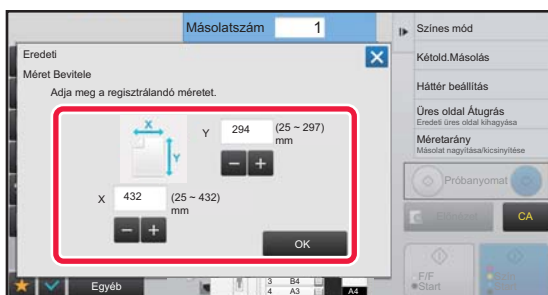 Másolatszám 1
Eredeti
Méret Bevitele
Adja meg a regisztrálandó méretet.
X
Y
Y 294 (25 ~ 297)
mm
X 432 (25 ~ 432)
mm
OK
Színes mód
Kétold.Másolás
Háttér beállítás
Üres oldal Átugrás
Eredeti üres oldal kihagyása
Méretarány
Másolat nagyítása/kicsinyítése
Próbanyomat
CA
F/F
Start
Egyéb
3 B4
4 A3
A4